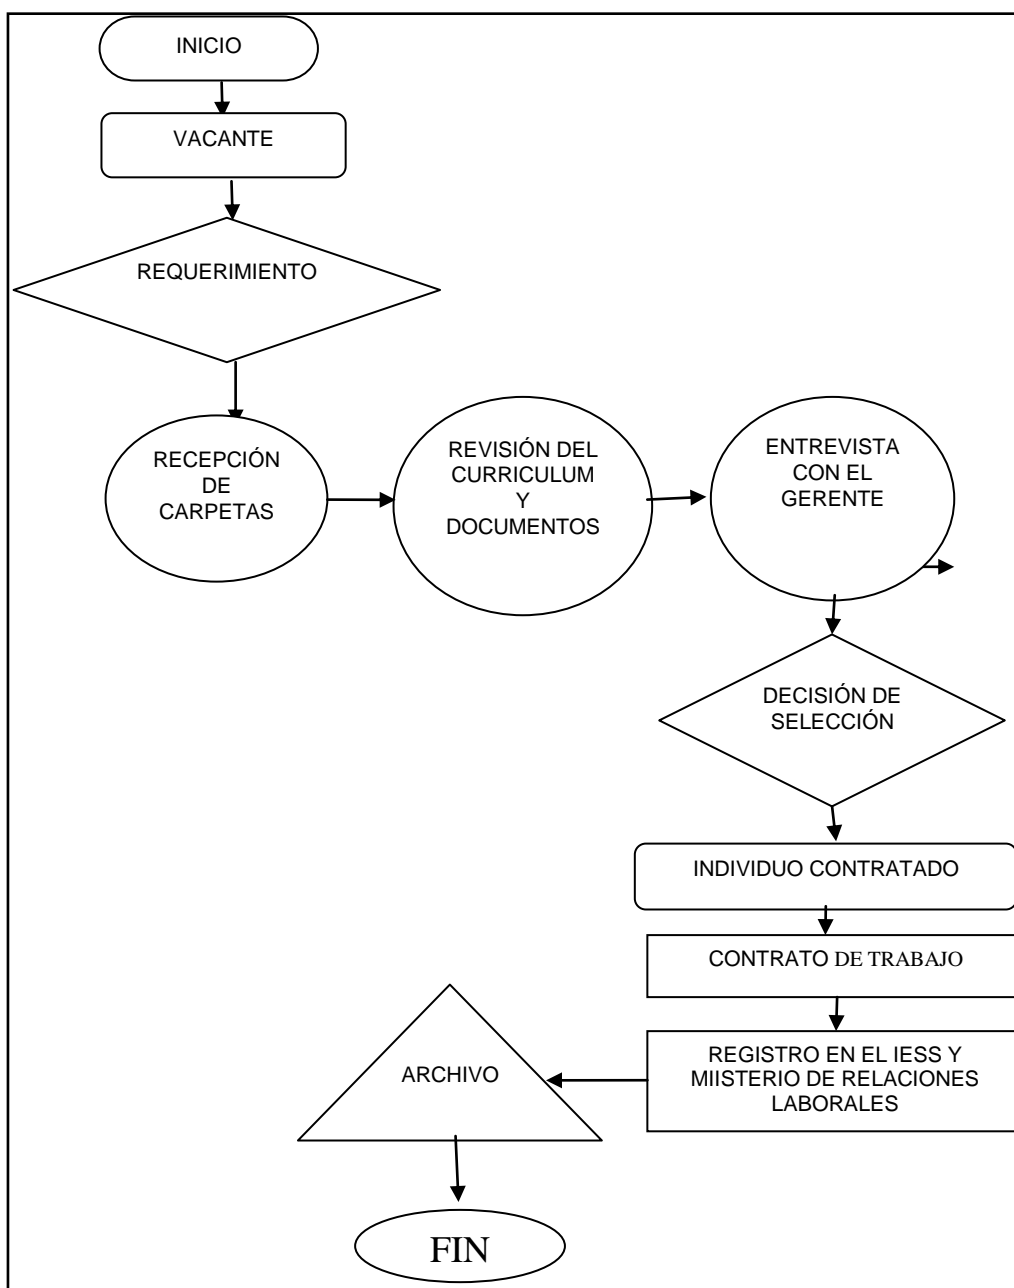 INICIO
VACANTE
REQUERIMIENTO
RECEPCIÓN
DE
CARPETAS
REVISIÓN DEL
CURRICULUM
Y
DOCUMENTOS
ENTREVISTA
CON EL
GERENTE
DECISIÓN DE
SELECCIÓN
INDIVIDUO CONTRATADO
CONTRATO DE TRABAJO
REGISTRO EN EL IESS Y
MIISTERIO DE RELACIONES
LABORALES
ARCHIVO
FIN